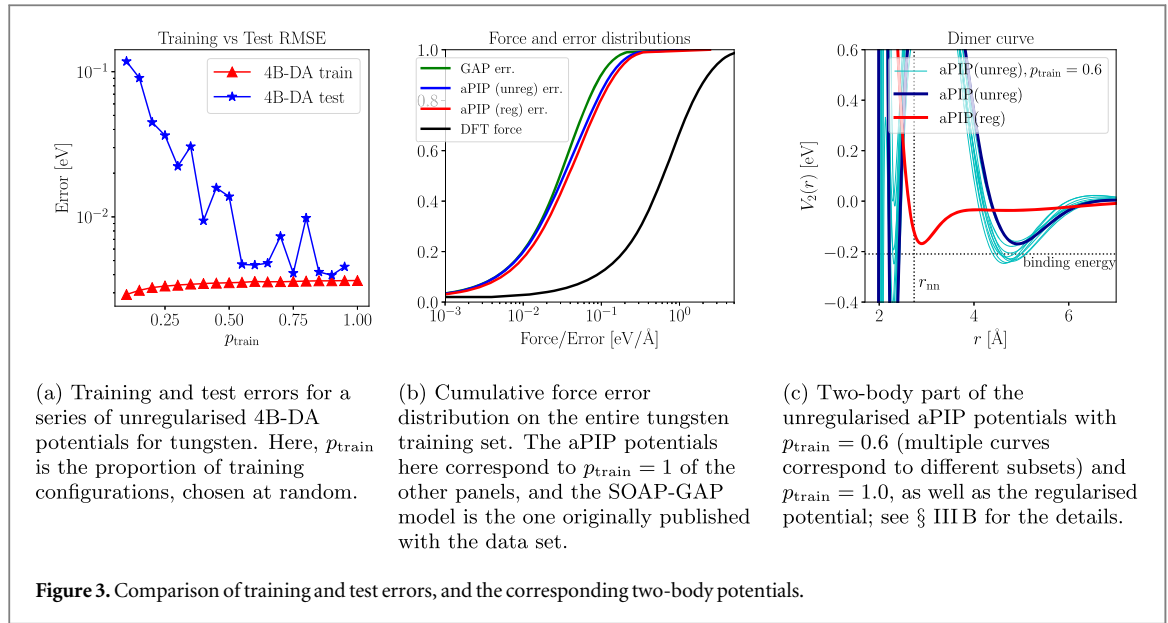 Training vs Test RMSE
4B-DA train
4B-DA test
10⁻¹
10⁻²
Error [eV]
0.25 0.50 0.75 1.00
p_train
Force and error distributions
GAP err.
aPIP (unreg) err.
aPIP (reg) err.
DFT force
1.0
0.8
0.6
0.4
0.2
0.0
10⁻³ 10⁻² 10⁻¹ 10⁰
Force/Error [eV/Å]
Dimer curve
aPIP(unreg), p_train = 0.6
aPIP(unreg)
aPIP(reg)
0.6
0.4
0.2
0.0
−0.2
−0.4
V₂(r) [eV]
binding energy
r_nn
2 4 6
r [Å]
(a) Training and test errors for a
series of unregularised 4B-DA
potentials for tungsten. Here, p_train
is the proportion of training
configurations, chosen at random.
(b) Cumulative force error
distribution on the entire tungsten
training set. The aPIP potentials
here correspond to p_train = 1 of the
other panels, and the SOAP-GAP
model is the one originally published
with the data set.
(c) Two-body part of the
unregularised aPIP potentials with
p_train = 0.6 (multiple curves
correspond to different subsets) and
p_train = 1.0, as well as the regularised
potential; see § III B for the details.
Figure 3. Comparison of training and test errors, and the corresponding two-body potentials.